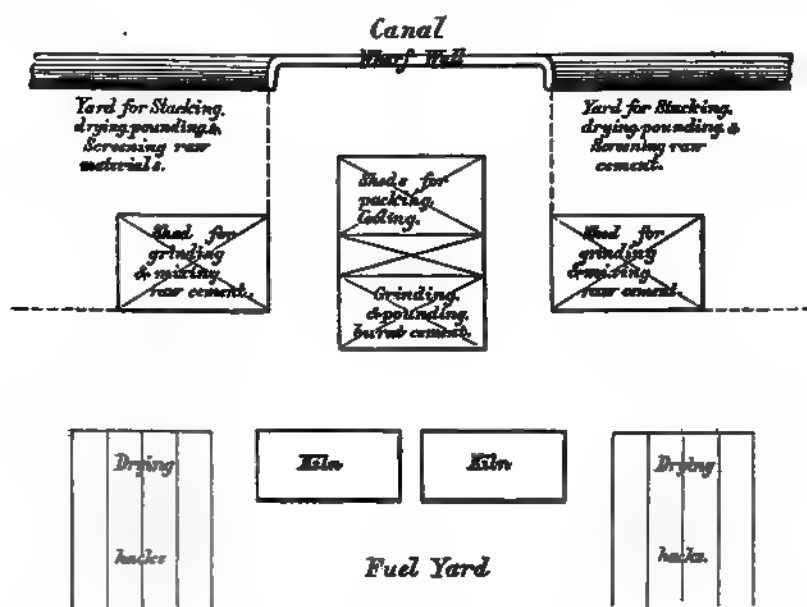 Canal
Wharf Wall
Yard for Stacking,
drying pounding &
Screening raw
materials.
Yard for Stacking,
drying pounding &
Screening raw
cement.
Sheds for
packing,
Shed for
grinding
& mixing
raw cement.
Grinding,
& pounding,
burnt cement.
Shed for
grinding
& mixing
raw cement.
Drying
hacks
Kiln
Kiln
Drying
hacks.
Fuel Yard